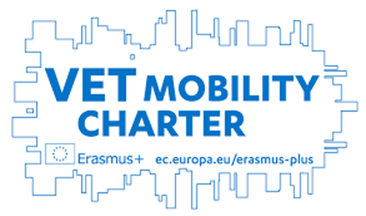 VET MOBILITY
CHARTER
Erasmus+ ec.europa.eu/erasmus-plus